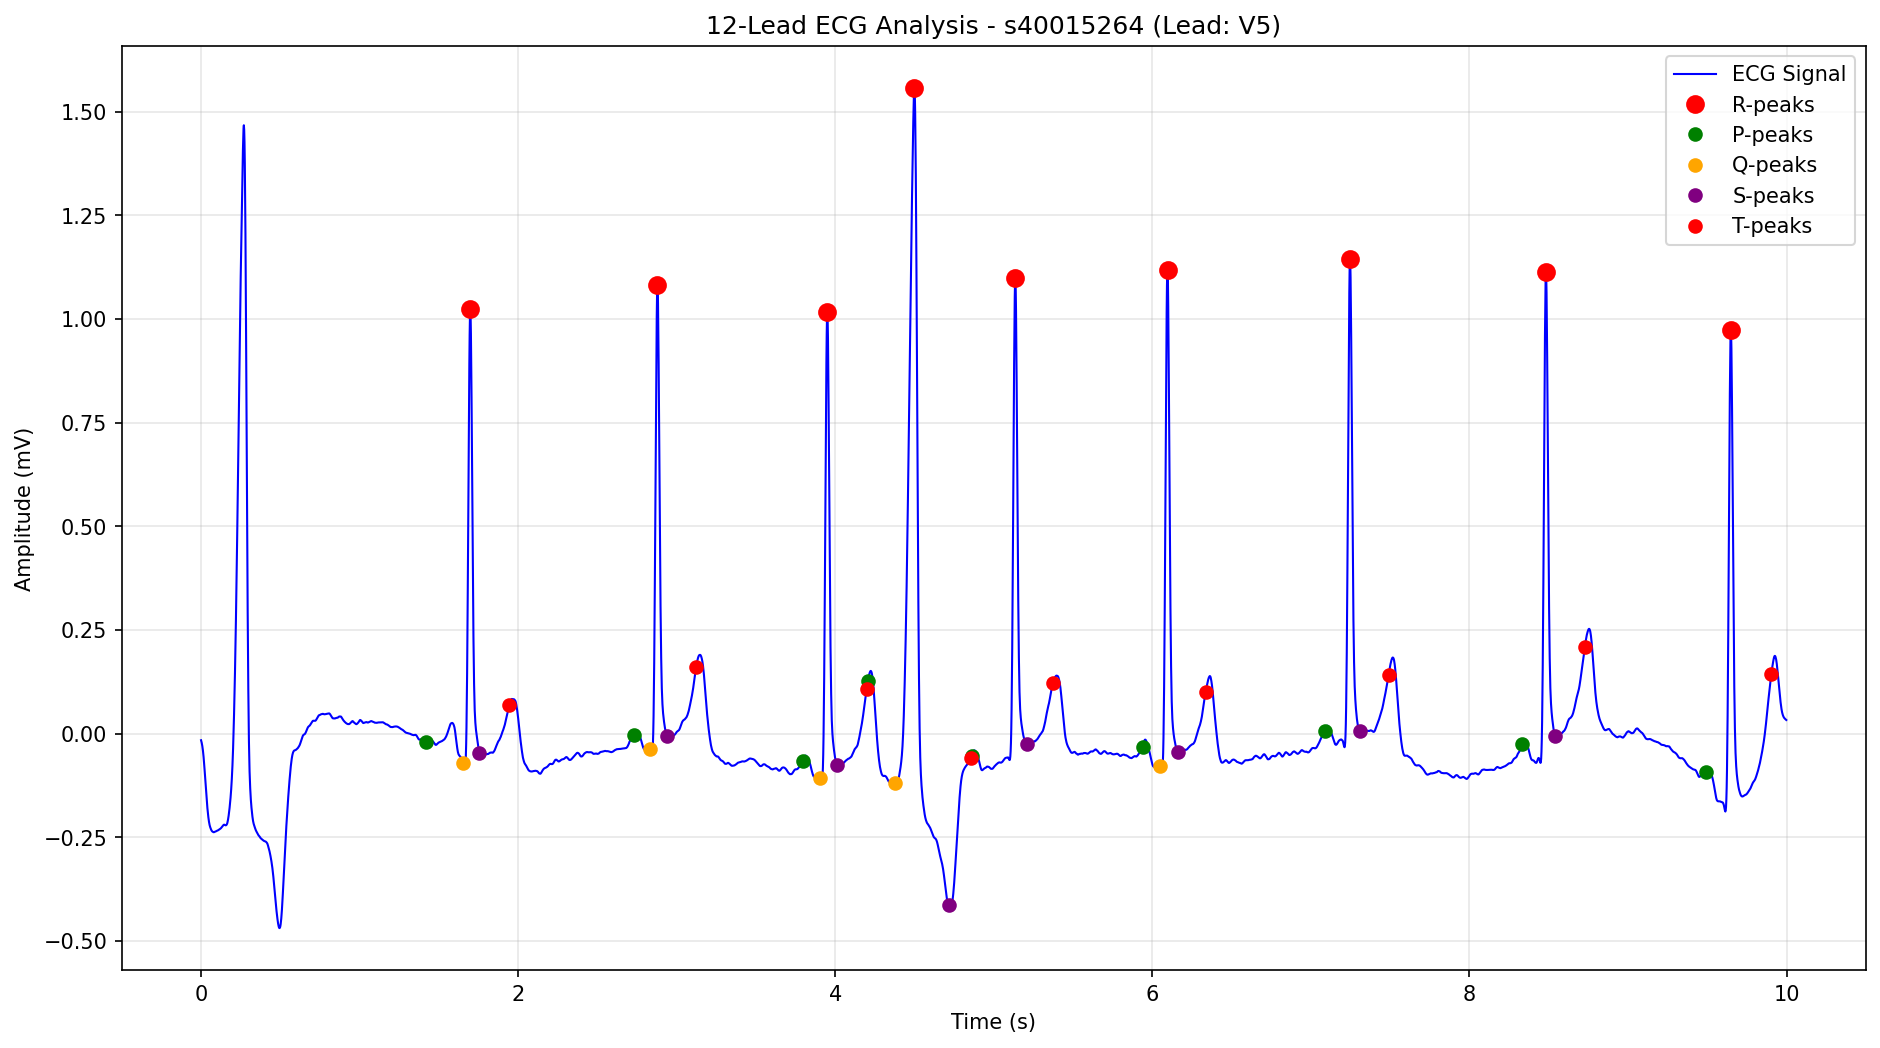 12-Lead ECG Analysis - s40015264 (Lead: V5)
ECG Signal
R-peaks
P-peaks
Q-peaks
S-peaks
T-peaks
1.50
1.25
1.00
0.75
0.50
0.25
0.00
−0.25
−0.50
Amplitude (mV)
0 2 4 6 8 10
Time (s)